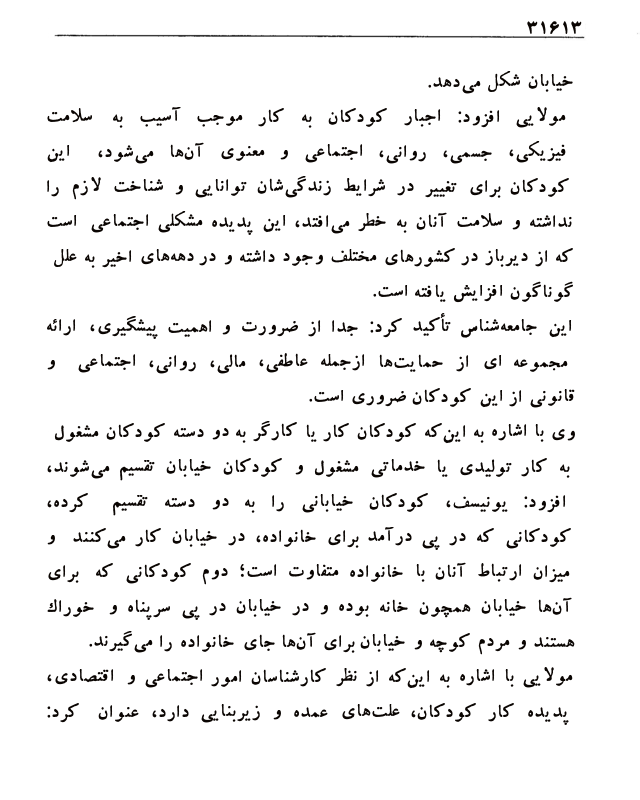 ۳۱۶۱۳
خیابان شکل می‌دهد.
مولایی افزود: اجبار کودکان به کار موجب آسیب به سلامت
فیزیکی، جسمی، روانی، اجتماعی و معنوی آن‌ها می‌شود، این
کودکان برای تغییر در شرایط زندگی‌شان توانایی و شناخت لازم را
نداشته و سلامت آنان به خطر می‌افتد، این پدیده مشکلی اجتماعی است
که از دیرباز در کشورهای مختلف وجود داشته و در دهه‌های اخیر به علل
گوناگون افزایش یافته است.
این جامعه‌شناس تأکید کرد: جدا از ضرورت و اهمیت پیشگیری، ارائه
مجموعه ای از حمایت‌ها ازجمله عاطفی، مالی، روانی، اجتماعی و
قانونی از این کودکان ضروری است.
وی با اشاره به این‌که کودکان کار یا کارگر به دو دسته کودکان مشغول
به کار تولیدی یا خدماتی مشغول و کودکان خیابان تقسیم می‌شوند،
افزود: یونیسف، کودکان خیابانی را به دو دسته تقسیم کرده،
کودکانی که در پی درآمد برای خانواده، در خیابان کار می‌کنند و
میزان ارتباط آنان با خانواده متفاوت است؛ دوم کودکانی که برای
آن‌ها خیابان همچون خانه بوده و در خیابان در پی سرپناه و خوراك
هستند و مردم کوچه و خیابان برای آن‌ها جای خانواده را می‌گیرند.
مولایی با اشاره به این‌که از نظر کارشناسان امور اجتماعی و اقتصادی،
پدیده کار کودکان، علت‌های عمده و زیربنایی دارد، عنوان کرد: